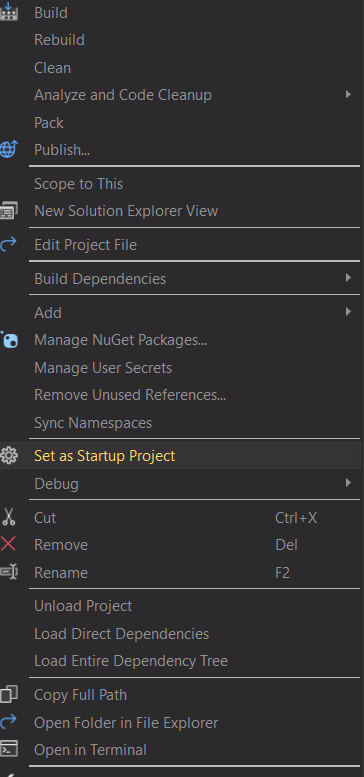 Build
Rebuild
Clean
Analyze and Code Cleanup
Pack
Publish...
Scope to This
New Solution Explorer View
Edit Project File
Build Dependencies
Add
Manage NuGet Packages...
Manage User Secrets
Remove Unused References...
Sync Namespaces
Set as Startup Project
Debug
Cut Ctrl+X
Remove Del
Rename F2
Unload Project
Load Direct Dependencies
Load Entire Dependency Tree
Copy Full Path
Open Folder in File Explorer
Open in Terminal